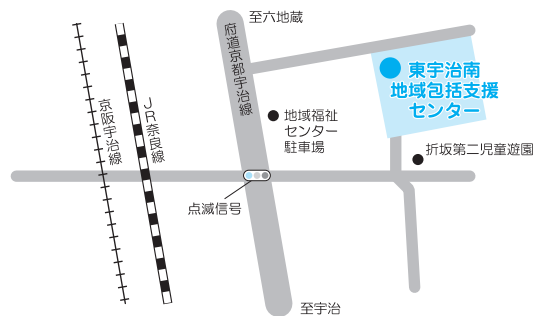 至六地蔵
府道京都宇治線
東宇治南
地域包括支援
センター
京阪宇治線
JR奈良線
地域福祉
センター
駐車場
折坂第二児童遊園
点滅信号
至宇治